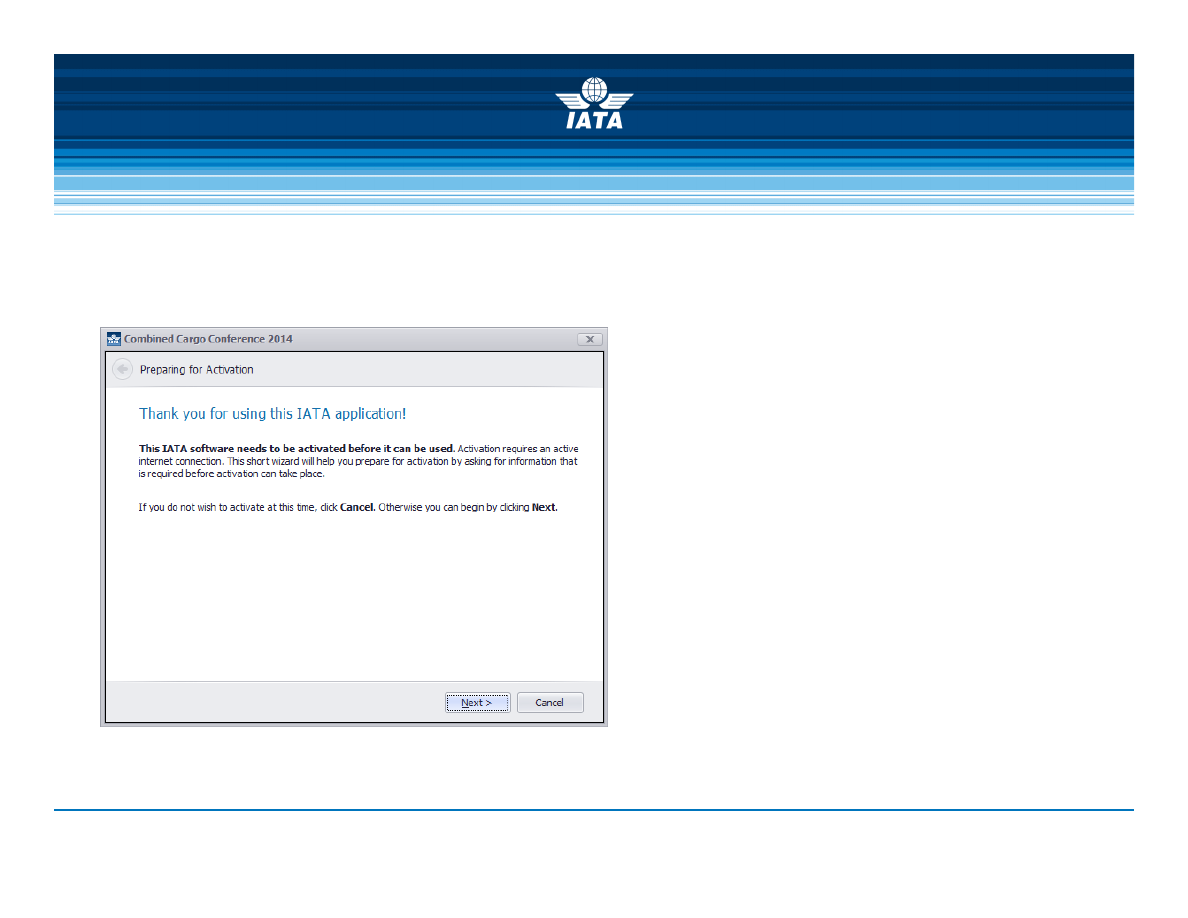 IATA
Combined Cargo Conference 2014
Preparing for Activation
Thank you for using this IATA application!
This IATA software needs to be activated before it can be used. Activation requires an active
internet connection. This short wizard will help you prepare for activation by asking for information that
is required before activation can take place.
If you do not wish to activate at this time, click Cancel. Otherwise you can begin by clicking Next.
Next > Cancel